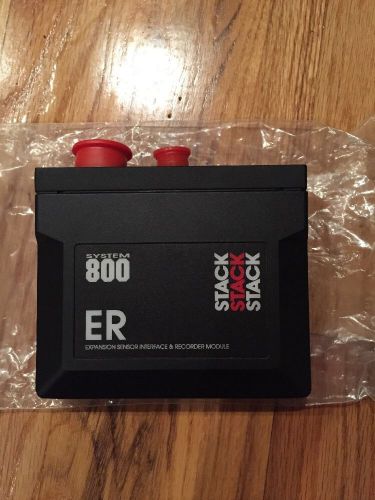 SYSTEM
800
ER
EXPANSION SENSOR INTERFACE & RECORDER MODULE
STACK
STACK
STACK